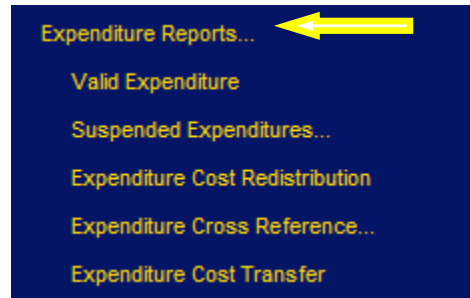 Expenditure Reports...
Valid Expenditure
Suspended Expenditures...
Expenditure Cost Redistribution
Expenditure Cross Reference...
Expenditure Cost Transfer